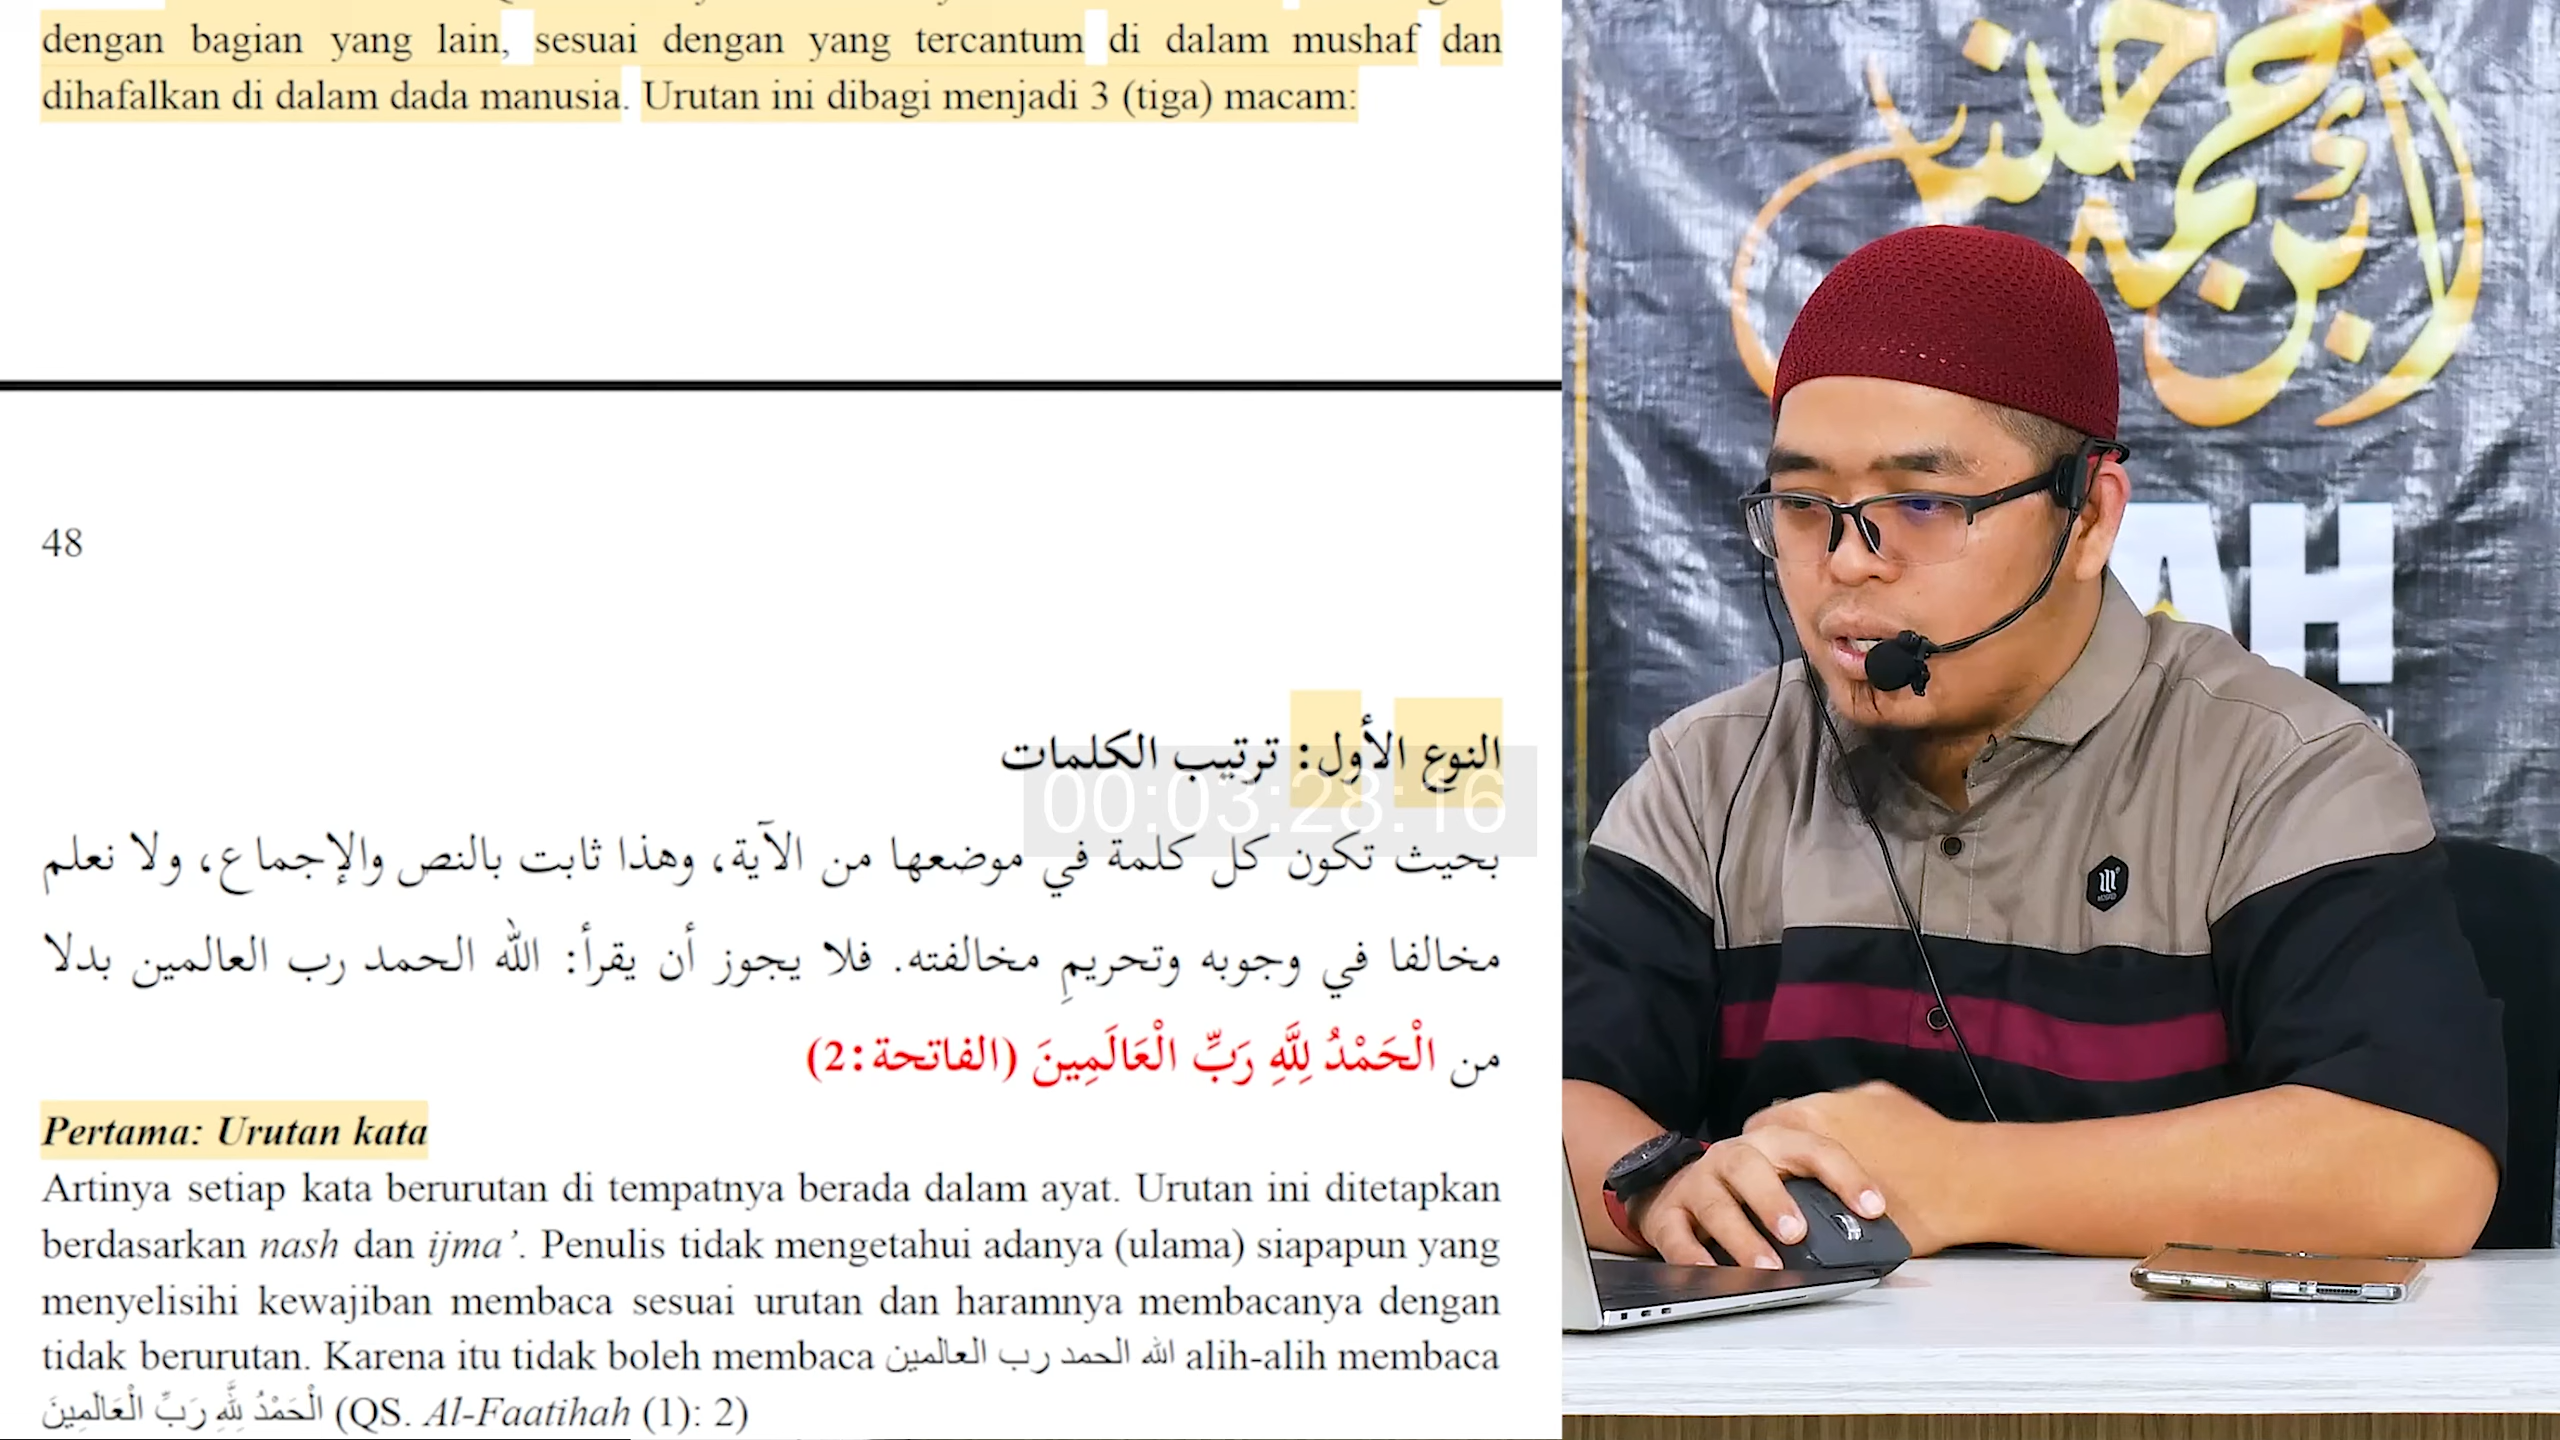 dengan bagian yang lain, sesuai dengan yang tercantum di dalam mushaf dan
dihafalkan di dalam dada manusia. Urutan ini dibagi menjadi 3 (tiga) macam:
48
النوع الأول: ترتيب الكلمات
00:03:28:16
بحيث تكون كل كلمة في موضعها من الآية، وهذا ثابت بالنص والإجماع، ولا نعلم
مخالفا في وجوبه وتحريمِ مخالفته. فلا يجوز أن يقرأ: الله الحمد رب العالمين بدلا
من الْحَمْدُ لِلَّهِ رَبِّ الْعَالَمِينَ (الفاتحة:2)
Pertama: Urutan kata
Artinya setiap kata berurutan di tempatnya berada dalam ayat. Urutan ini ditetapkan
berdasarkan nash dan ijma’. Penulis tidak mengetahui adanya (ulama) siapapun yang
menyelisihi kewajiban membaca sesuai urutan dan haramnya membacanya dengan
tidak berurutan. Karena itu tidak boleh membaca الله الحمد رب العالمين alih-alih membaca
الْحَمْدُ لِلَّهِ رَبِّ الْعَالَمِينَ (QS. Al-Faatihah (1): 2)
AH